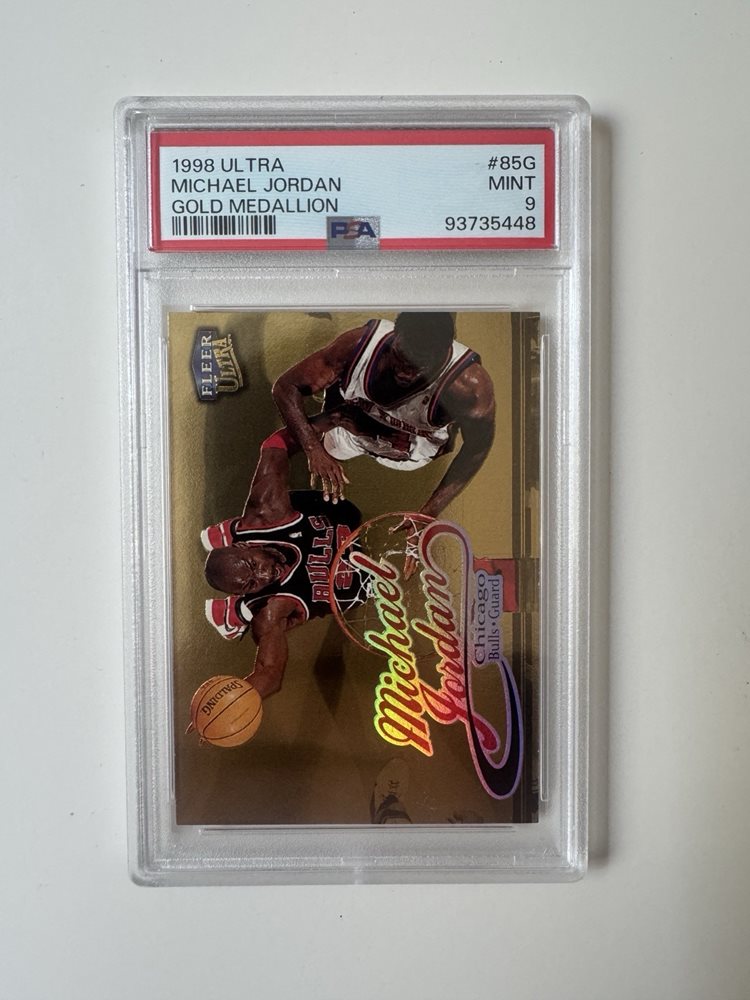 1998 ULTRA #85G
MICHAEL JORDAN MINT
GOLD MEDALLION 9
PSA 93735448
FLEER
ULTRA
BULLS
SPALDING
Michael
Jordan
Chicago
Bulls • Guard